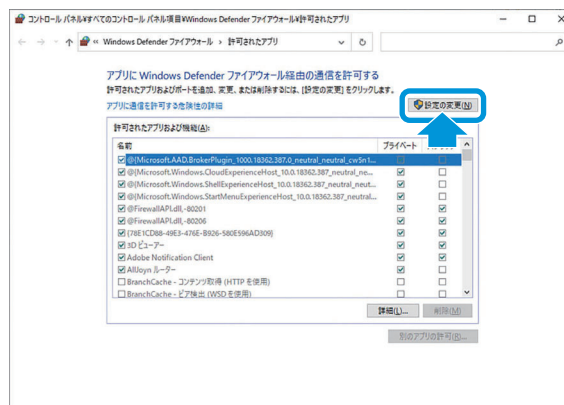 コントロール パネル¥すべてのコントロール パネル項目¥Windows Defender ファイアウォール¥許可されたアプリ
« Windows Defender ファイアウォール › 許可されたアプリ
アプリに Windows Defender ファイアウォール経由の通信を許可する
許可されたアプリおよびポートを追加、変更、または削除するには、[設定の変更] をクリックします。
アプリに通信を許可する危険性の詳細
設定の変更(N)
許可されたアプリおよび機能(A):
名前 プライベート
@{Microsoft.AAD.BrokerPlugin_1000.18362.387.0_neutral_neutral_cw5n1...
@{Microsoft.Windows.CloudExperienceHost_10.0.18362.387_neutral_ne...
@{Microsoft.Windows.ShellExperienceHost_10.0.18362.387_neutral_neut...
@{Microsoft.Windows.StartMenuExperienceHost_10.0.18362.387_neutral...
@FirewallAPI.dll,-80201
@FirewallAPI.dll,-80206
{78E1CD88-49E3-476E-B926-580E596AD309}
3D ビューアー
Adobe Notification Client
AllJoyn ルーター
BranchCache - コンテンツ取得 (HTTP を使用)
BranchCache - ピア検出 (WSD を使用)
詳細(L)... 削除(M)
別のアプリの許可(R)...